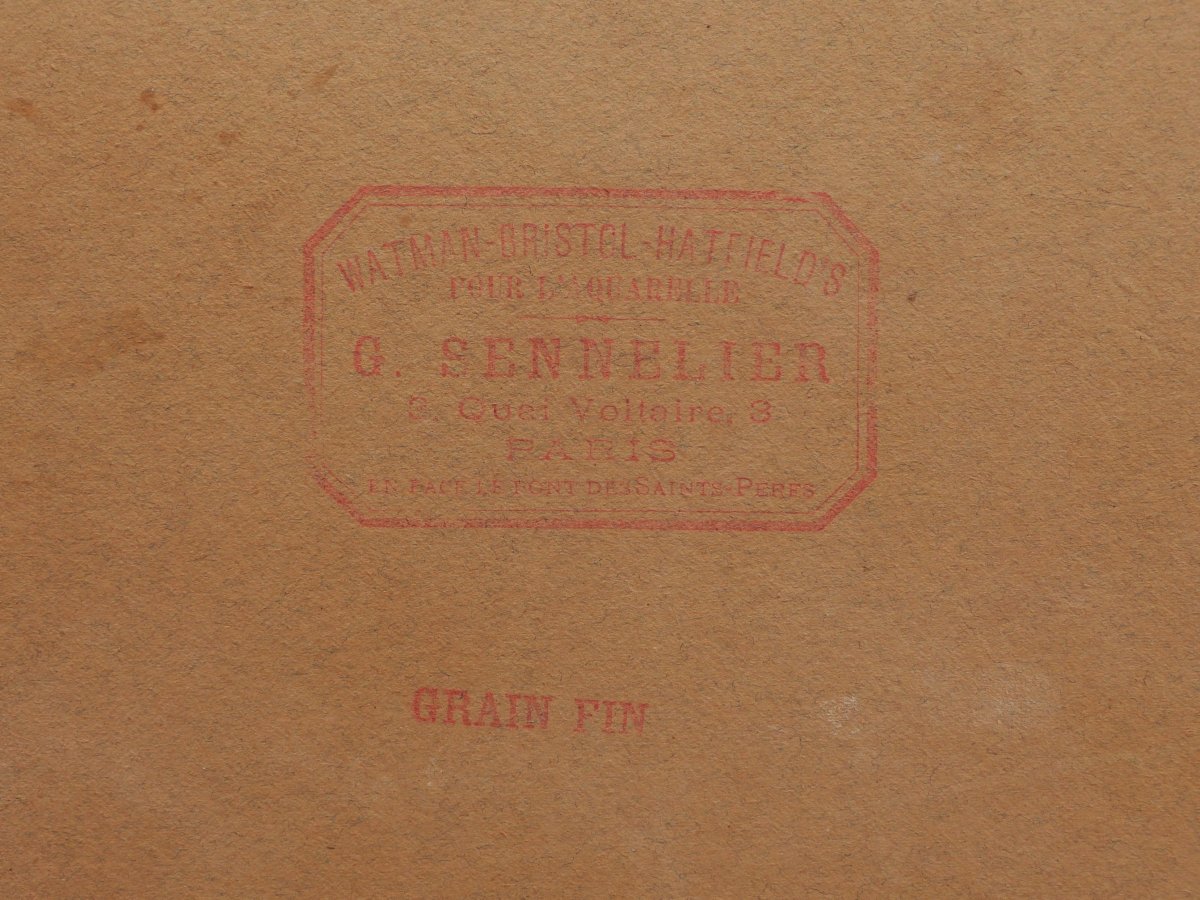 WATMAN-BRISTOL-HATFIELD'S
POUR L'AQUARELLE
G. SENNELIER
3, Quai Voltaire, 3
PARIS
EN FACE LE PONT DES SAINTS-PERES
GRAIN FIN